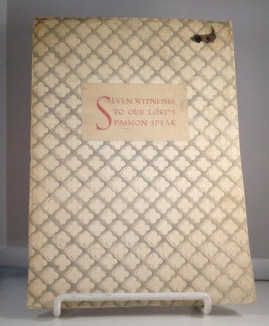 SEVEN WITNESSES
TO OUR LORD'S
PASSION SPEAK